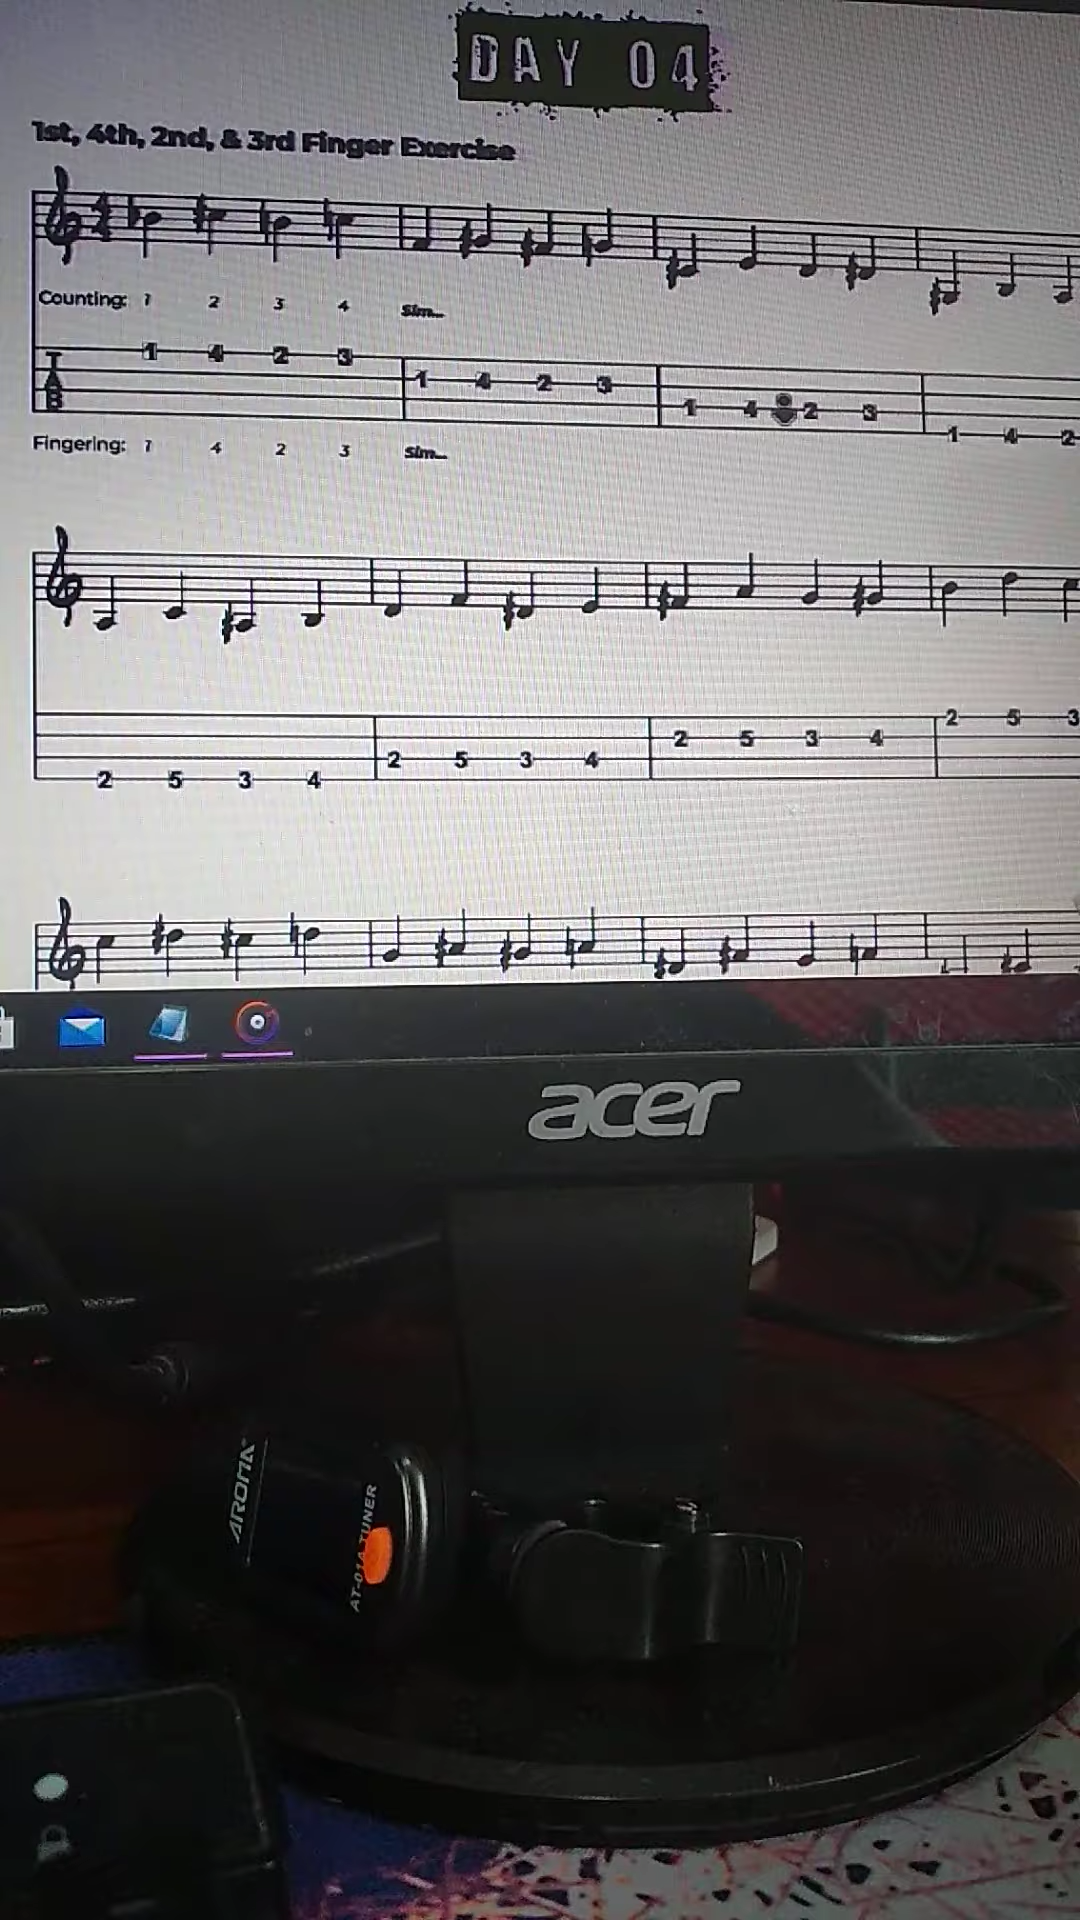 DAY 04
1st, 4th, 2nd, & 3rd Finger Exercise
Counting: 1 2 3 4 Sim...
TAB
1 4 2 3 1 4 2 3 1 4 2 3 1 4 2
Fingering: 1 4 2 3 Sim...
2 5 3 4 2 5 3 4 2 5 3 4 2 5 3
acer
AROMA
AT-01A TUNER